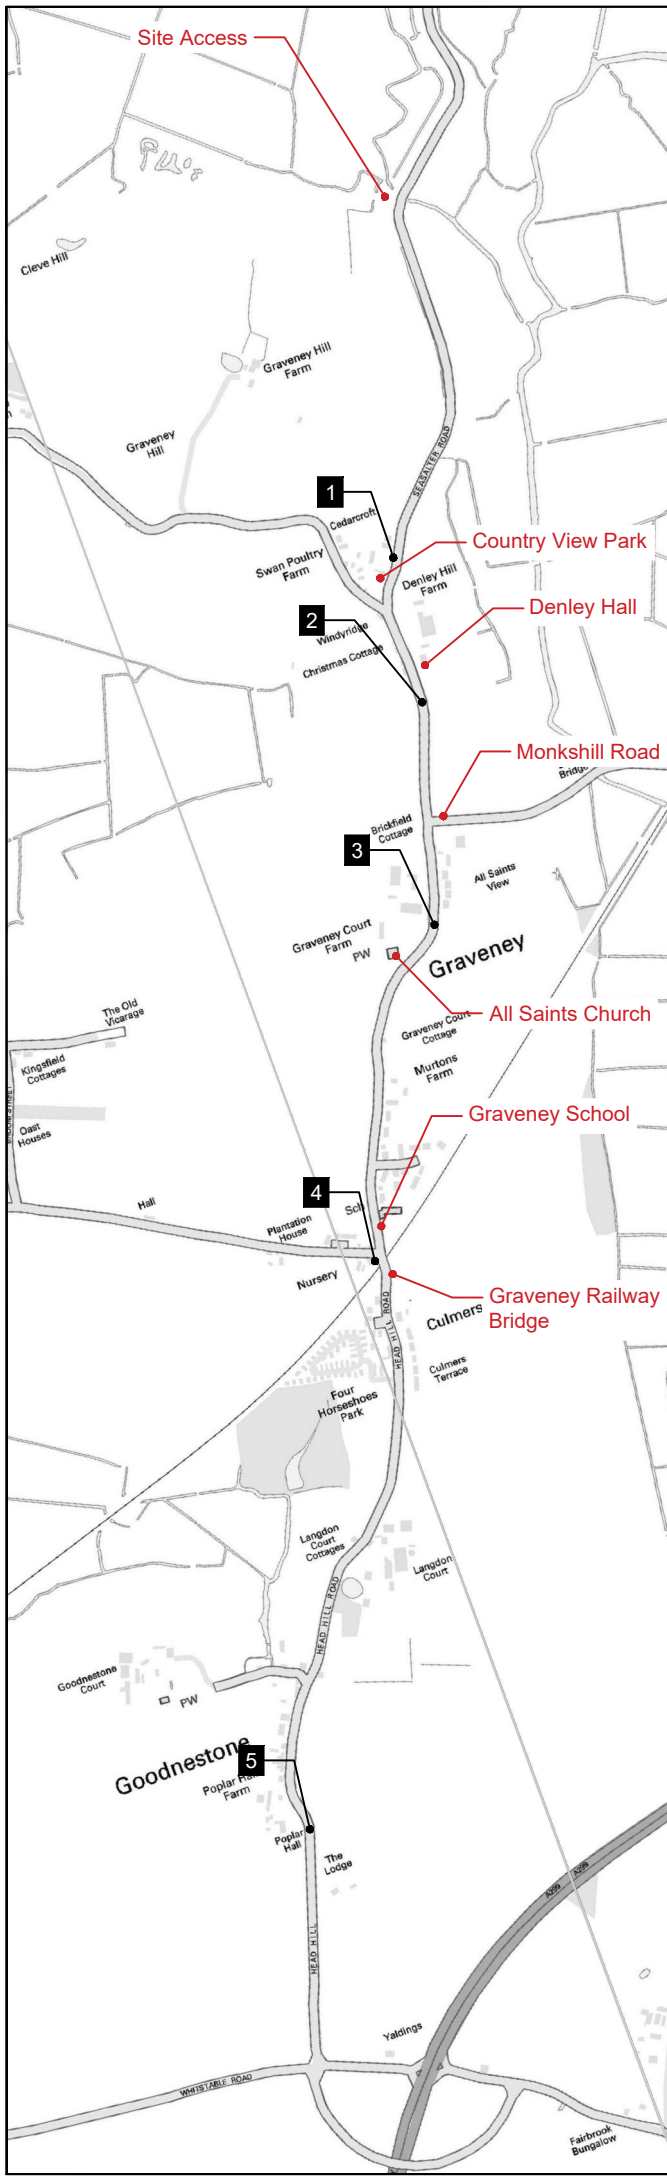 Site Access
Cleve Hill
Graveney Hill
Farm
Graveney
Hill
SEASALTER ROAD
1
Cedarcroft
Country View Park
Swan Poultry
Farm
Denley Hill
Farm
Denley Hall
2
Windyridge
Christmas Cottage
Monkshill Road
Bridge
Brickfield
Cottage
3
All Saints
View
Graveney Court
Farm
PW
Graveney
The Old
Vicarage
All Saints Church
Graveney Court
Cottage
Kingsfield
Cottages
Murtons
Farm
Oast
Houses
Graveney School
4
Hall
Sch
Plantation
House
Nursery
Graveney Railway
Bridge
HEAD HILL ROAD
Culmers
Culmers
Terrace
Four
Horseshoes
Park
Langdon
Court
Cottages
Langdon
Court
HEAD HILL ROAD
Goodnestone
Court
PW
Goodnestone
5
Poplar
Farm
Poplar
Hall
The
Lodge
A299
A299
HEAD HILL
Yaldings
WHITSTABLE ROAD
Fairbrook
Bungalow